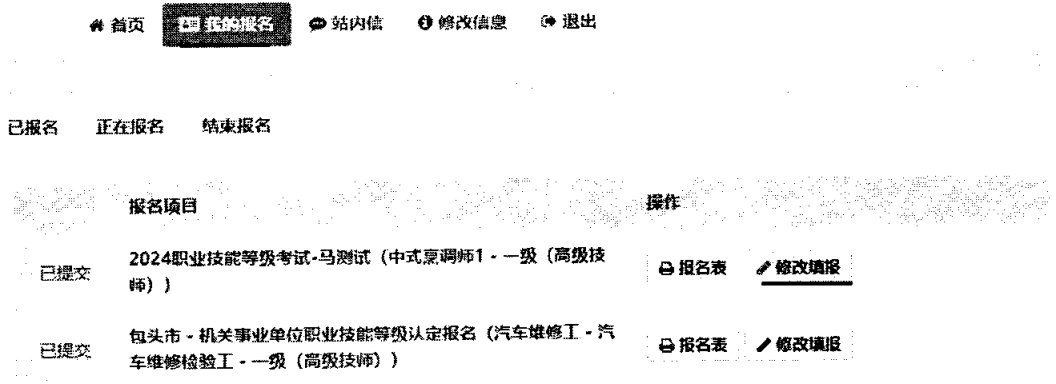 首页 我的报名 站内信 修改信息 退出
已报名 正在报名 结束报名
报名项目 操作
已提交 2024职业技能等级考试-马测试（中式烹调师1 - 一级（高级技 报名表 修改填报
师））
包头市 - 机关事业单位职业技能等级认定报名（汽车维修工 - 汽
已提交 报名表 修改填报
车维修检验工 - 一级（高级技师））